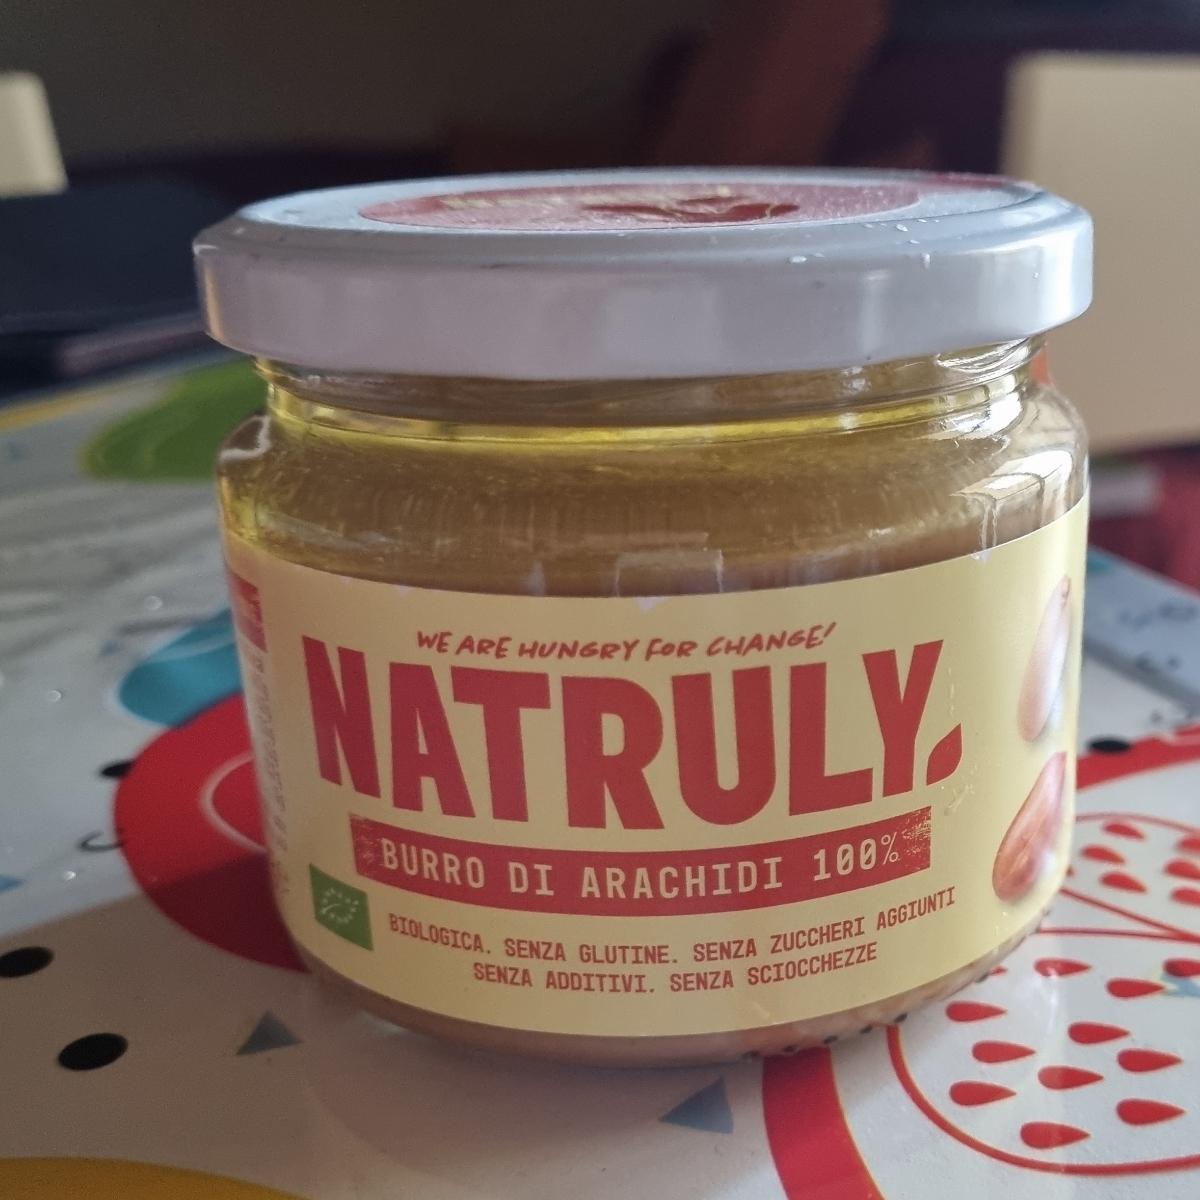 WE ARE HUNGRY FOR CHANGE!
NATRULY.
BURRO DI ARACHIDI 100%
BIOLOGICA. SENZA GLUTINE. SENZA ZUCCHERI AGGIUNTI
SENZA ADDITIVI. SENZA SCIOCCHEZZE